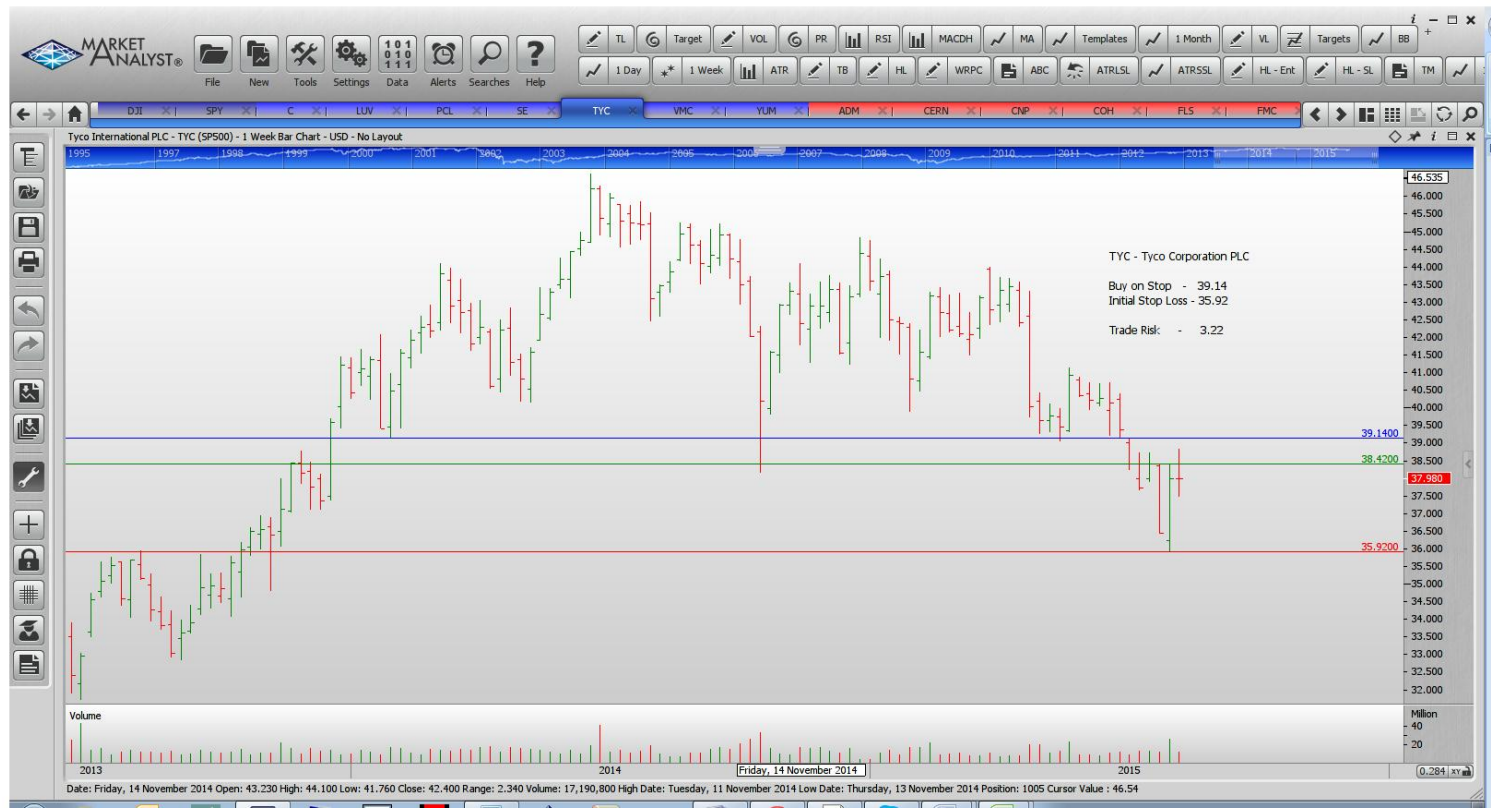 MARKET
ANALYST®
File New Tools Settings Data Alerts Searches Help
TL Target VOL PR RSI MACDH MA Templates 1 Month VL Targets BB
1 Day 1 Week ATR TB HL WRPC ABC ATRLSL ATRSSL HL - Ent HL - SL TM
DJI SPY C LUV PCL SE TYC VMC YUM ADM CERN CNP COH FLS FMC
Tyco International PLC - TYC (SP500) - 1 Week Bar Chart - USD - No Layout
1995 1997 1998 1999 2000 2001 2002 2003 2004 2005 2006 2007 2008 2009 2010 2011 2012 2013 2014 2015
46.535
46.000
45.500
45.000
44.500
44.000
43.500
43.000
42.500
42.000
41.500
41.000
40.500
40.000
39.500
39.000
38.500
37.980
37.500
37.000
36.500
36.000
35.500
35.000
34.500
34.000
33.500
33.000
32.500
32.000
TYC - Tyco Corporation PLC
Buy on Stop - 39.14
Initial Stop Loss - 35.92
Trade Risk - 3.22
39.1400
38.4200
35.9200
Volume
Million
40
20
2013 2014 Friday, 14 November 2014 2015
0.284 XY
Date: Friday, 14 November 2014 Open: 43.230 High: 44.100 Low: 41.760 Close: 42.400 Range: 2.340 Volume: 17,190,800 High Date: Tuesday, 11 November 2014 Low Date: Thursday, 13 November 2014 Position: 1005 Cursor Value : 46.54